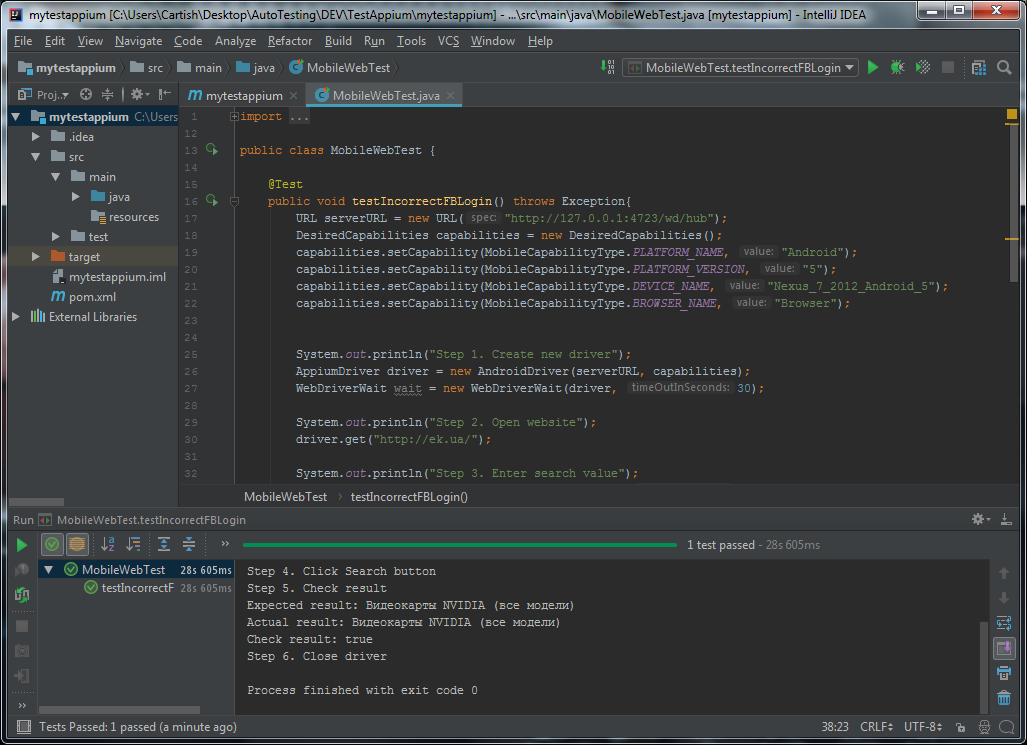 mytestappium [C:\Users\Cartish\Desktop\AutoTesting\DEV\TestAppium\mytestappium] - ...\src\main\java\MobileWebTest.java [mytestappium] - IntelliJ IDEA
File Edit View Navigate Code Analyze Refactor Build Run Tools VCS Window Help
mytestappium src main java MobileWebTest MobileWebTest.testIncorrectFBLogin
Proj.. mytestappium MobileWebTest.java
mytestappium C:\Users
.idea
src
main
java
resources
test
target
mytestappium.iml
pom.xml
External Libraries
1 import ...
12
13 public class MobileWebTest {
14
15 @Test
16 public void testIncorrectFBLogin() throws Exception{
17 URL serverURL = new URL( spec: "http://127.0.0.1:4723/wd/hub");
18 DesiredCapabilities capabilities = new DesiredCapabilities();
19 capabilities.setCapability(MobileCapabilityType.PLATFORM_NAME, value: "Android");
20 capabilities.setCapability(MobileCapabilityType.PLATFORM_VERSION, value: "5");
21 capabilities.setCapability(MobileCapabilityType.DEVICE_NAME, value: "Nexus_7_2012_Android_5");
22 capabilities.setCapability(MobileCapabilityType.BROWSER_NAME, value: "Browser");
23
24
25 System.out.println("Step 1. Create new driver");
26 AppiumDriver driver = new AndroidDriver(serverURL, capabilities);
27 WebDriverWait wait = new WebDriverWait(driver, timeOutInSeconds: 30);
28
29 System.out.println("Step 2. Open website");
30 driver.get("http://ek.ua/");
31
32 System.out.println("Step 3. Enter search value");
MobileWebTest testIncorrectFBLogin()
Run MobileWebTest.testIncorrectFBLogin
1 test passed - 28s 605ms
MobileWebTest 28s 605ms
testIncorrectF 28s 605ms
Step 4. Click Search button
Step 5. Check result
Expected result: Видеокарты NVIDIA (все модели)
Actual result: Видеокарты NVIDIA (все модели)
Check result: true
Step 6. Close driver
Process finished with exit code 0
Tests Passed: 1 passed (a minute ago) 38:23 CRLF UTF-8